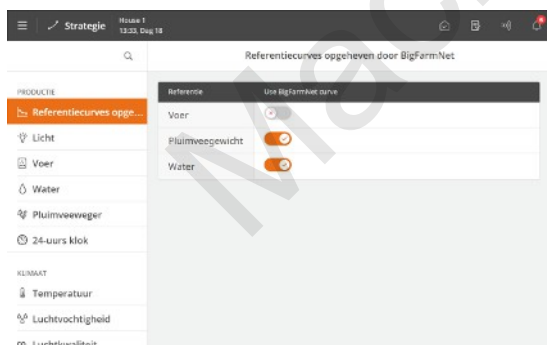 Strategie
House 1
13:33, Dag 18
Referentiecurves opgeheven door BigFarmNet
PRODUCTIE
Referentiecurves opge...
Licht
Voer
Water
Pluimveeweger
24-uurs klok
KLIMAAT
Temperatuur
Luchtvochtigheid
Luchtkwaliteit
Referentie
Use BigFarmNet curve
Voer
Pluimveegewicht
Water